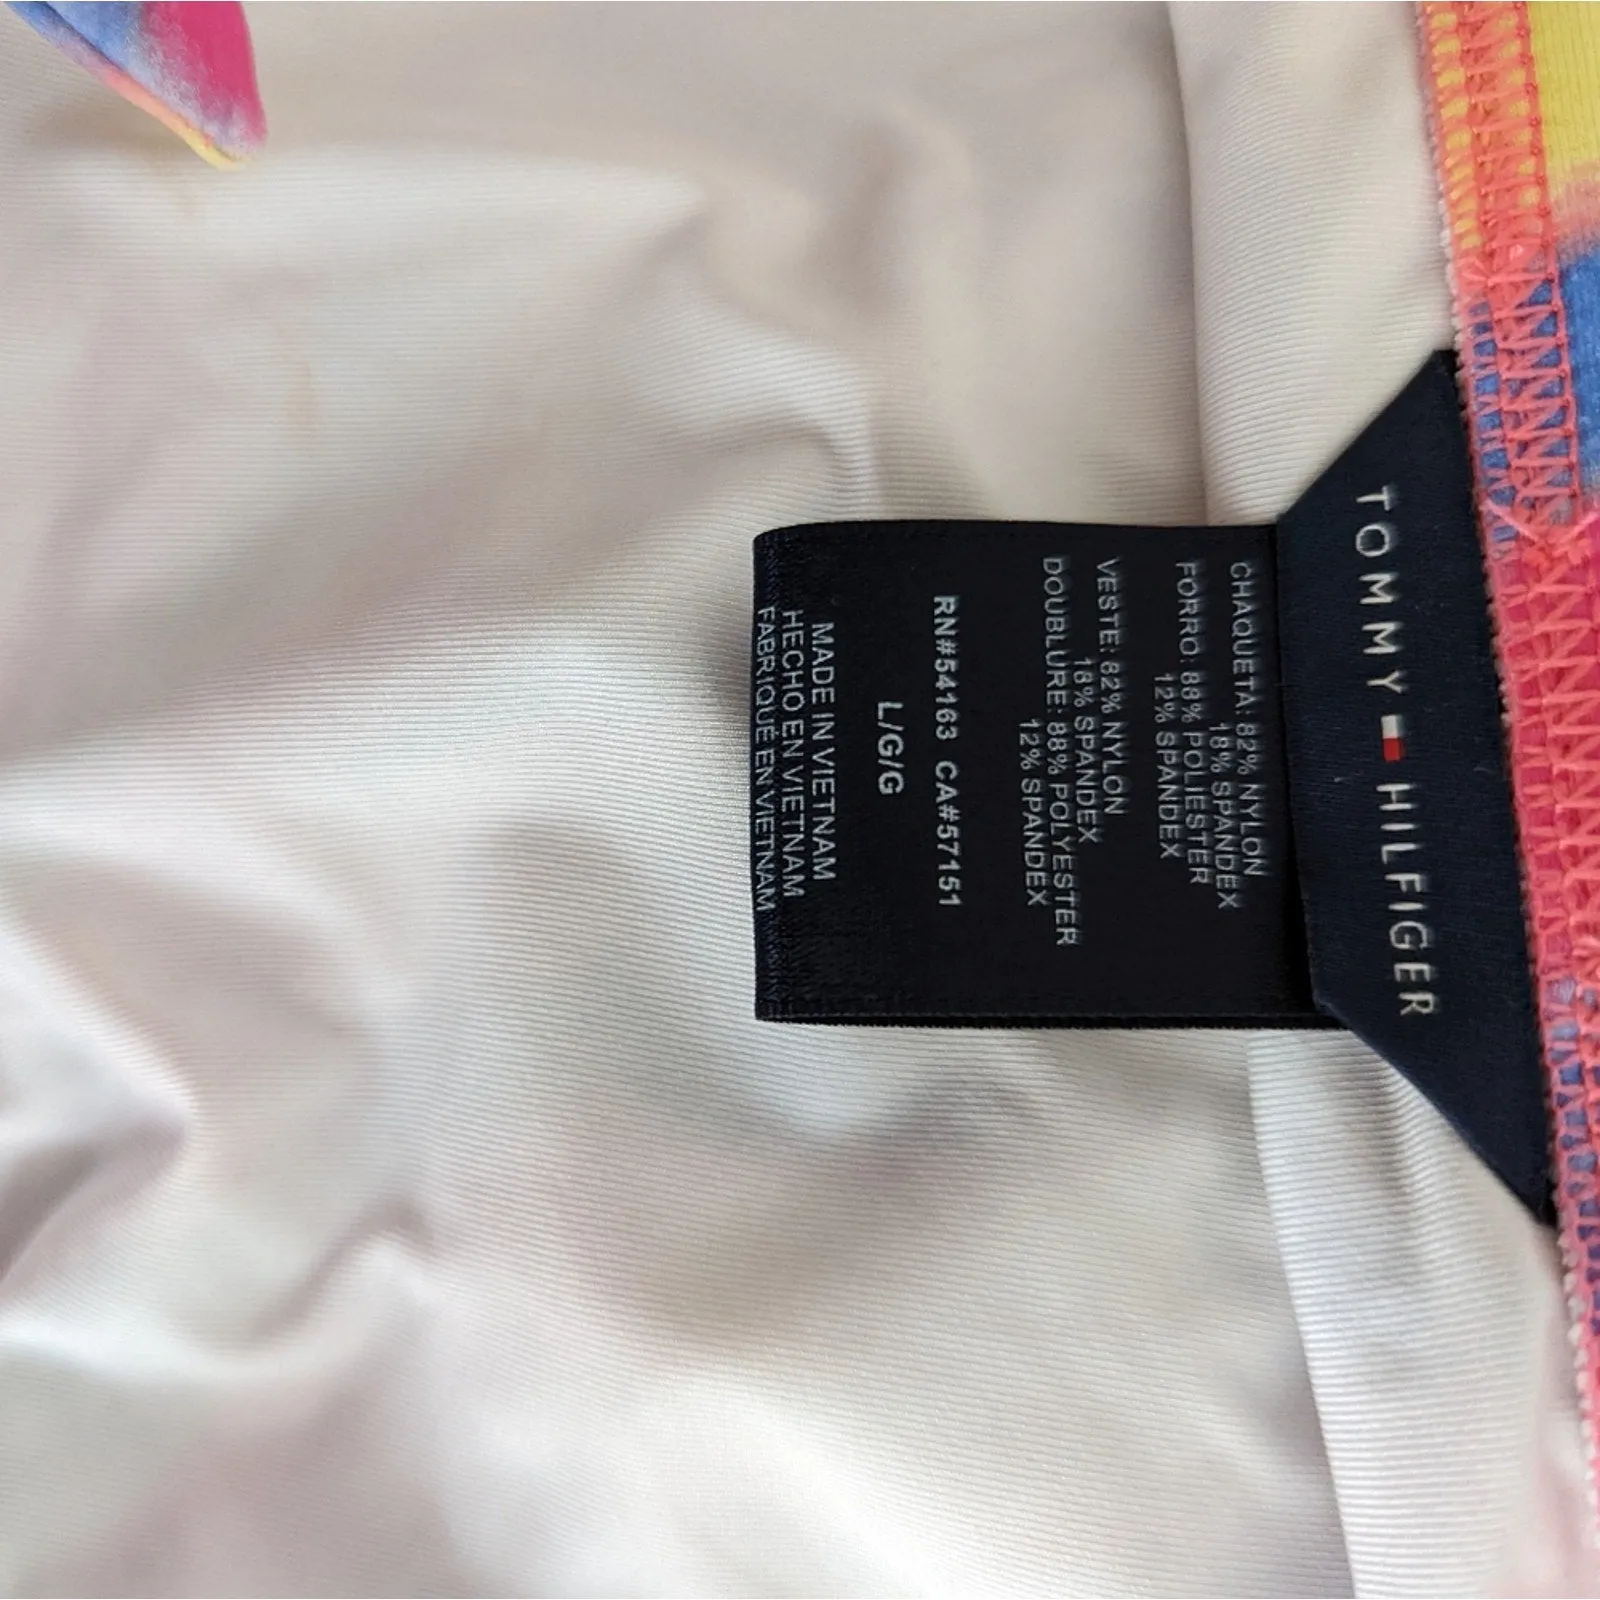 TOMMY HILFIGER
CHAQUETA: 82% NYLON
18% SPANDEX
FORRO: 88% POLIESTER
12% SPANDEX
VESTE: 82% NYLON
18% SPANDEX
DOUBLURE: 88% POLYESTER
12% SPANDEX
RN#54163 CA#57151
L/G/G
MADE IN VIETNAM
HECHO EN VIETNAM
FABRIQUÉ EN VIETNAM